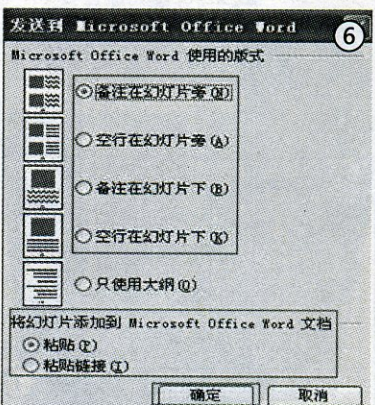 发送到 Microsoft Office Word
⑥
Microsoft Office Word 使用的版式
备注在幻灯片旁(N)
空行在幻灯片旁(A)
备注在幻灯片下(B)
空行在幻灯片下(K)
只使用大纲(O)
将幻灯片添加到 Microsoft Office Word 文档
粘贴(P)
粘贴链接(I)
确定
取消